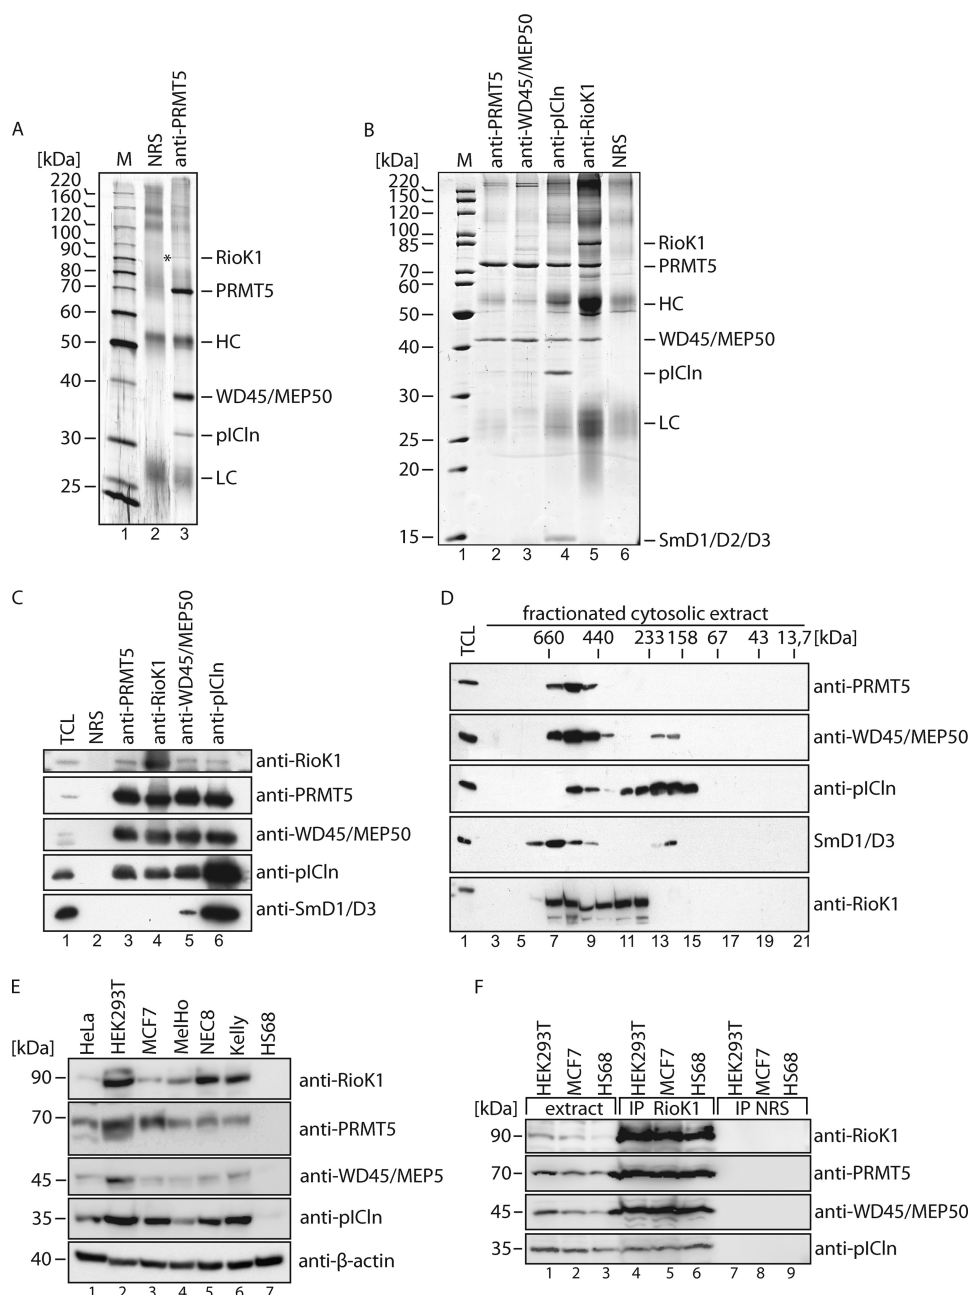 A
[kDa]
M
NRS
anti-PRMT5
220
160
120
100
90
80
70
60
50
40
30
25
*
RioK1
PRMT5
HC
WD45/MEP50
pICln
LC
1 2 3
B
[kDa]
M
anti-PRMT5
anti-WD45/MEP50
anti-pICln
anti-RioK1
NRS
220
160
120
100
85
70
60
50
40
30
25
20
15
RioK1
PRMT5
HC
WD45/MEP50
pICln
LC
SmD1/D2/D3
1 2 3 4 5 6
C
TCL
NRS
anti-PRMT5
anti-RioK1
anti-WD45/MEP50
anti-pICln
anti-RioK1
anti-PRMT5
anti-WD45/MEP50
anti-pICln
anti-SmD1/D3
1 2 3 4 5 6
D
fractionated cytosolic extract
TCL
660 440 233 158 67 43 13,7 [kDa]
anti-PRMT5
anti-WD45/MEP50
anti-pICln
SmD1/D3
anti-RioK1
1 3 5 7 9 11 13 15 17 19 21
E
[kDa]
HeLa
HEK293T
MCF7
MelHo
NEC8
Kelly
HS68
90 anti-RioK1
70 anti-PRMT5
45 anti-WD45/MEP5
35 anti-pICln
40 anti-β-actin
1 2 3 4 5 6 7
F
HEK293T
MCF7
HS68
HEK293T
MCF7
HS68
HEK293T
MCF7
HS68
[kDa] extract IP RioK1 IP NRS
90 anti-RioK1
70 anti-PRMT5
45 anti-WD45/MEP50
35 anti-pICln
1 2 3 4 5 6 7 8 9